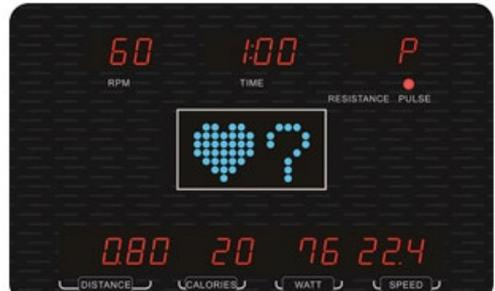 60 1:00 P
RPM TIME
RESISTANCE PULSE
?
0.80 20 76 22.4
DISTANCE CALORIES WATT SPEED